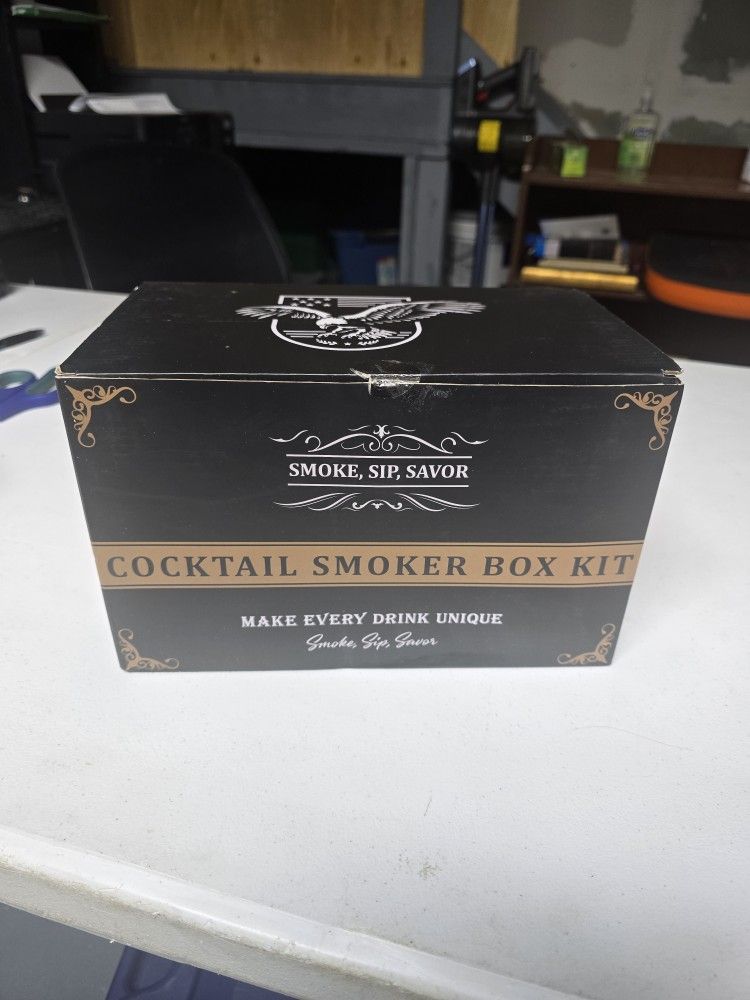 SMOKE, SIP, SAVOR
COCKTAIL SMOKER BOX KIT
MAKE EVERY DRINK UNIQUE
Smoke, Sip, Savor